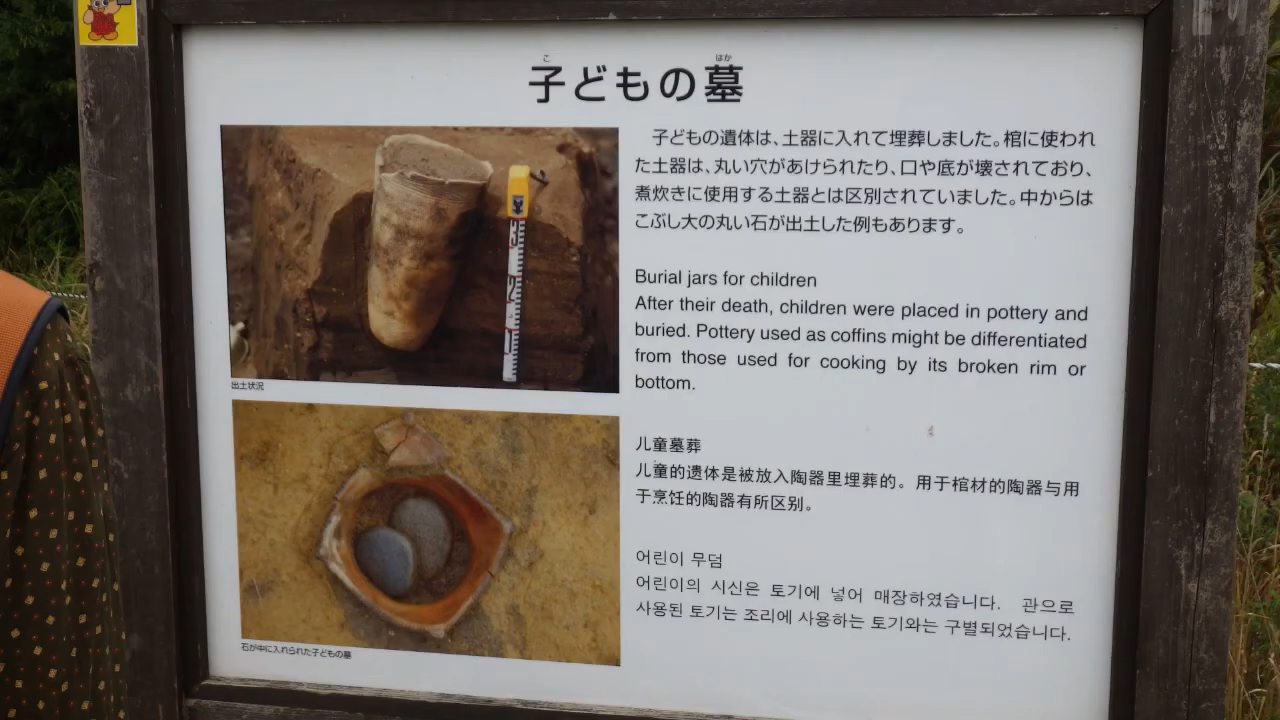 こ はか
子どもの墓
子どもの遺体は、土器に入れて埋葬しました。棺に使われ
た土器は、丸い穴があけられたり、口や底が壊されており、
煮炊きに使用する土器とは区別されていました。中からは
こぶし大の丸い石が出土した例もあります。
出土状況
石が中に入れられた子どもの墓
Burial jars for children
After their death, children were placed in pottery and
buried. Pottery used as coffins might be differentiated
from those used for cooking by its broken rim or
bottom.
儿童墓葬
儿童的遗体是被放入陶器里埋葬的。用于棺材的陶器与用
于烹饪的陶器有所区别。
어린이 무덤
어린이의 시신은 토기에 넣어 매장하였습니다. 관으로
사용된 토기는 조리에 사용하는 토기와는 구별되었습니다.